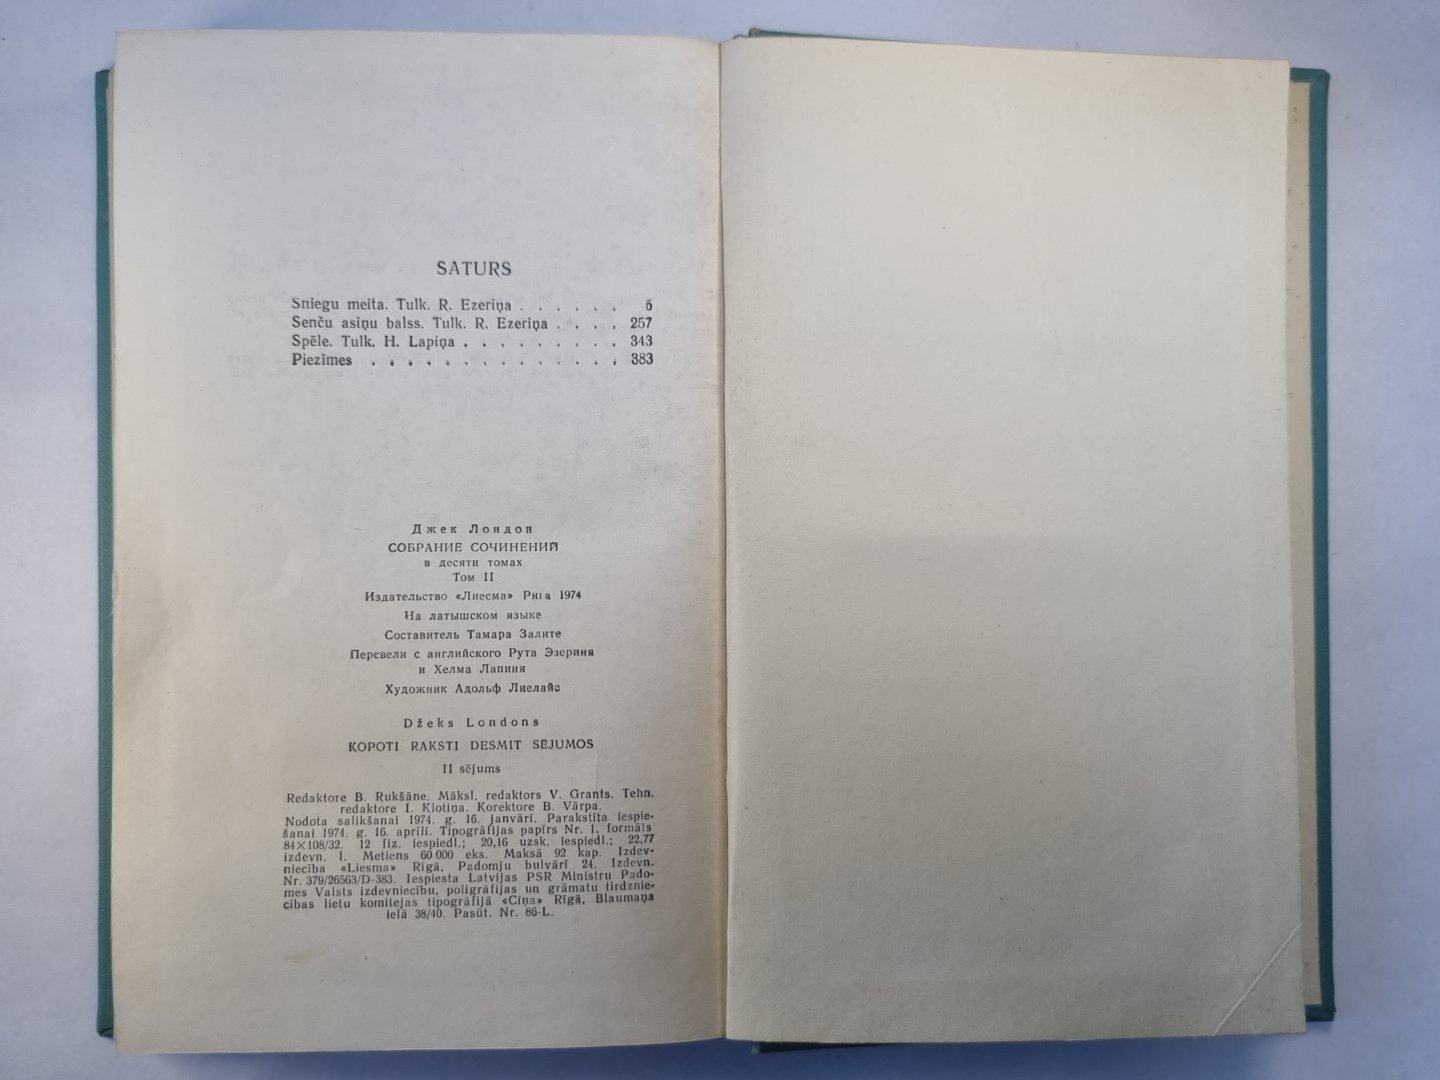 SATURS
Sniegu meita. Tulk. R. Ezeriņa . . . . . . 5
Senču asiņu balss. Tulk. R. Ezeriņa . . . . 257
Spēle. Tulk. H. Lapiņa . . . . . . . . . 343
Piezīmes . . . . . . . . . . . . . . 383
Джек Лондон
СОБРАНИЕ СОЧИНЕНИЙ
в десяти томах
Том II
Издательство «Лиесма» Рига 1974
На латышском языке
Составитель Тамара Залите
Перевели с английского Рута Эзериня
и Хелма Лапиня
Художник Адольф Лиелайс
Džeks Londons
KOPOTI RAKSTI DESMIT SĒJUMOS
II sējums
Redaktore B. Rukšāne. Māksl. redaktors V. Grants. Tehn.
redaktore I. Kļotiņa. Korektore B. Vārpa.
Nodota salikšanai 1974. g. 16. janvārī. Parakstīta iespie-
šanai 1974. g. 16. aprīlī. Tipogrāfijas papīrs Nr. 1, formāts
84×108/32. 12 fiz. iespiedl.; 20,16 uzsk. iespiedl.; 22,77
izdevn. l. Metiens 60 000 eks. Maksā 92 kap. Izdev-
niecība «Liesma» Rīgā, Padomju bulvārī 24. Izdevn.
Nr. 379/26563/D-383. Iespiesta Latvijas PSR Ministru Pado-
mes Valsts izdevniecību, poligrāfijas un grāmatu tirdznie-
cības lietu komitejas tipogrāfijā «Cīņa» Rīgā, Blaumaņa
ielā 38/40. Pasūt. Nr. 86-L.